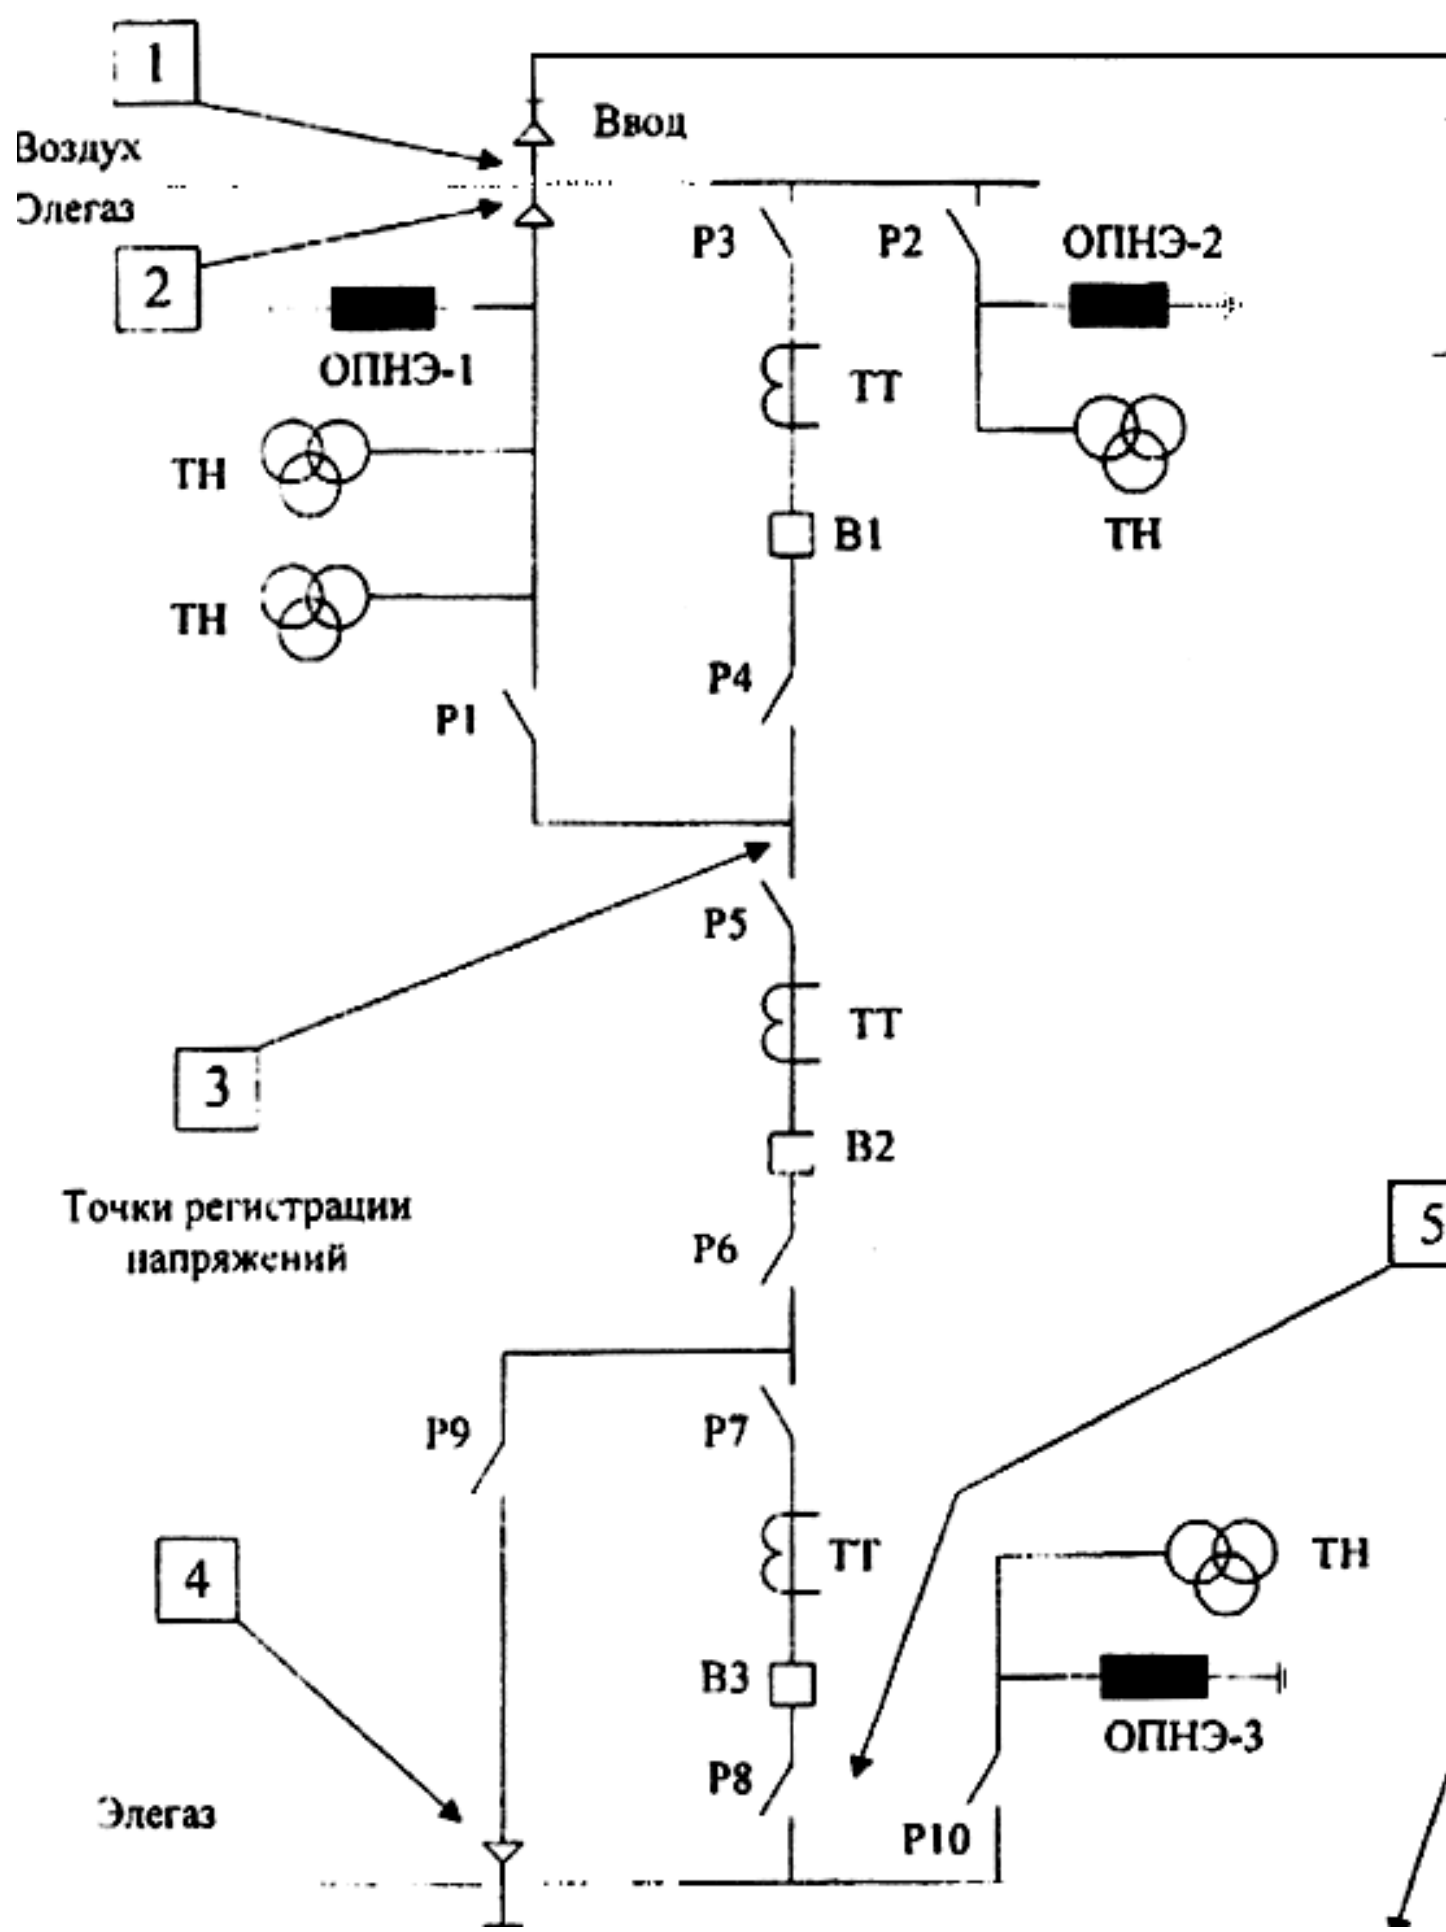 1
Ввод
Воздух
Элегаз
2
Р3
Р2
ОПНЭ-2
ОПНЭ-1
ТТ
ТН
В1
ТН
ТН
Р4
Р1
Р5
ТТ
3
В2
Точки регистрации
напряжений
5
Р6
Р9
Р7
4
ТТ
ТН
В3
ОПНЭ-3
Р8
Элегаз
Р10